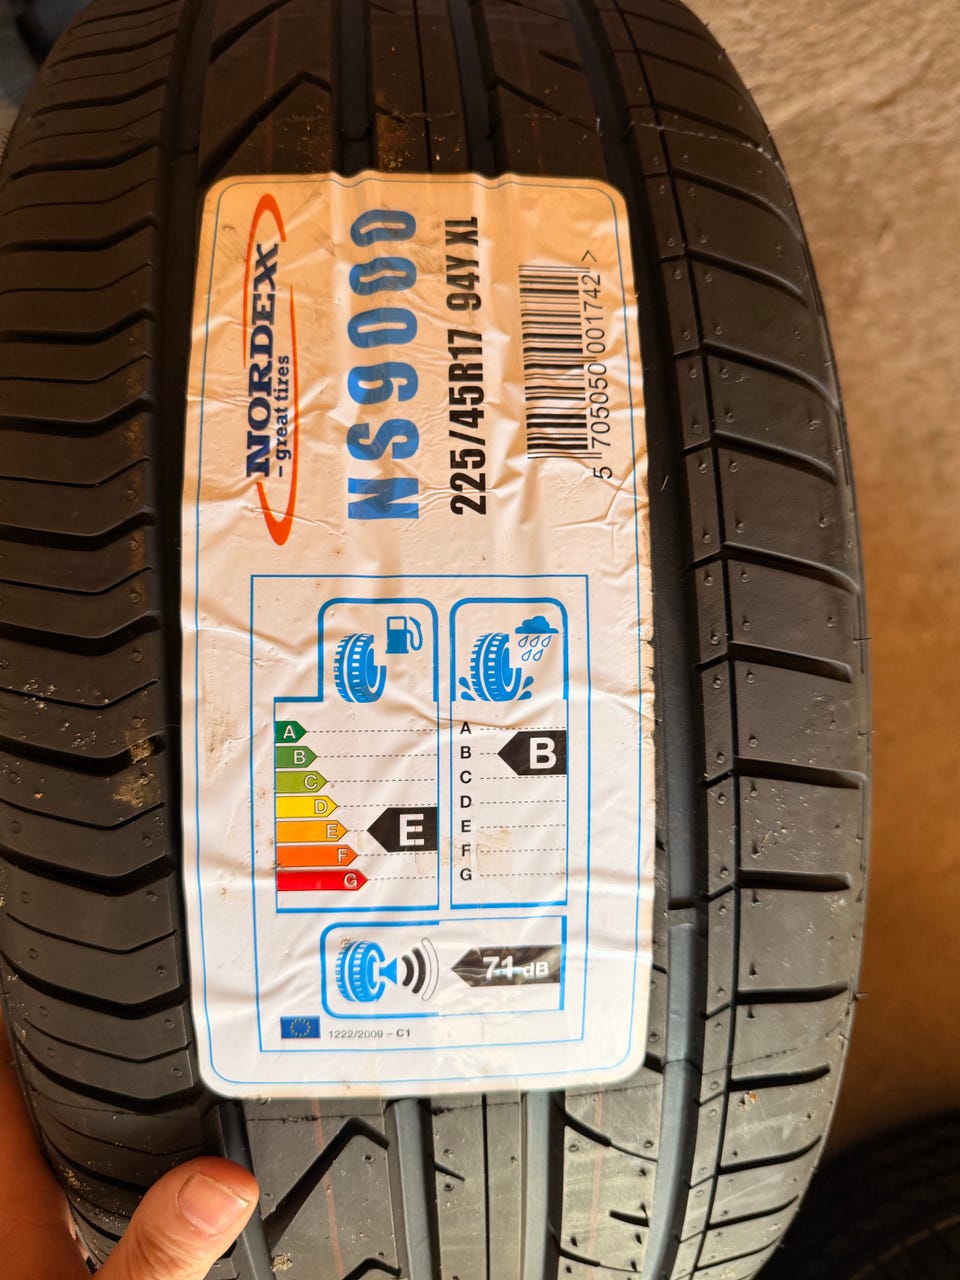 NORDEXX
- great tires
NS9000
225/45R17 94Y XL
5 705050 001742 >
A
B
C
D
E
F
G
E
A
B
C
D
E
F
G
B
71 dB
1222/2009 - C1